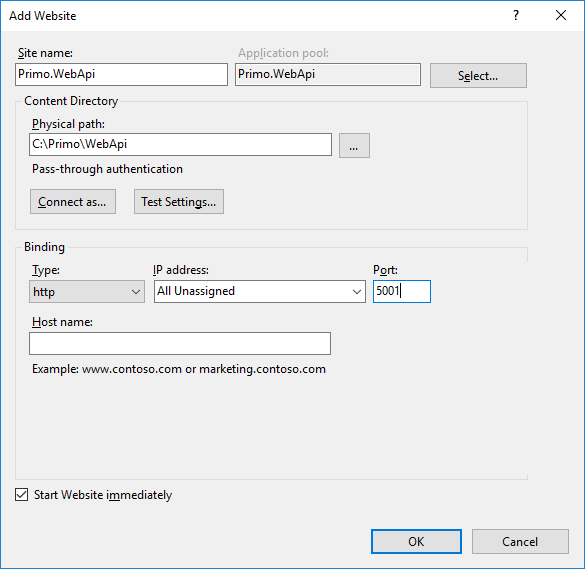 Add Website
?
Site name: Application pool:
Primo.WebApi Primo.WebApi Select...
Content Directory
Physical path:
C:\Primo\WebApi ...
Pass-through authentication
Connect as... Test Settings...
Binding
Type: IP address: Port:
http All Unassigned 5001
Host name:
Example: www.contoso.com or marketing.contoso.com
Start Website immediately
OK Cancel